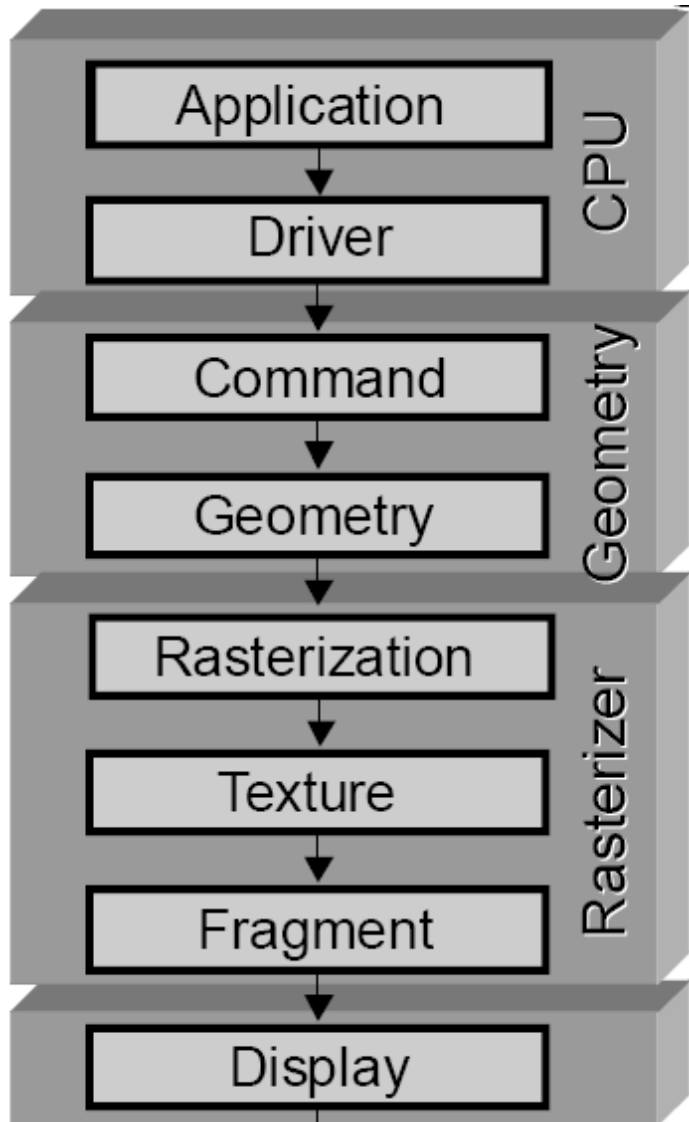 Application
Driver
CPU
Command
Geometry
Geometry
Rasterization
Texture
Fragment
Rasterizer
Display